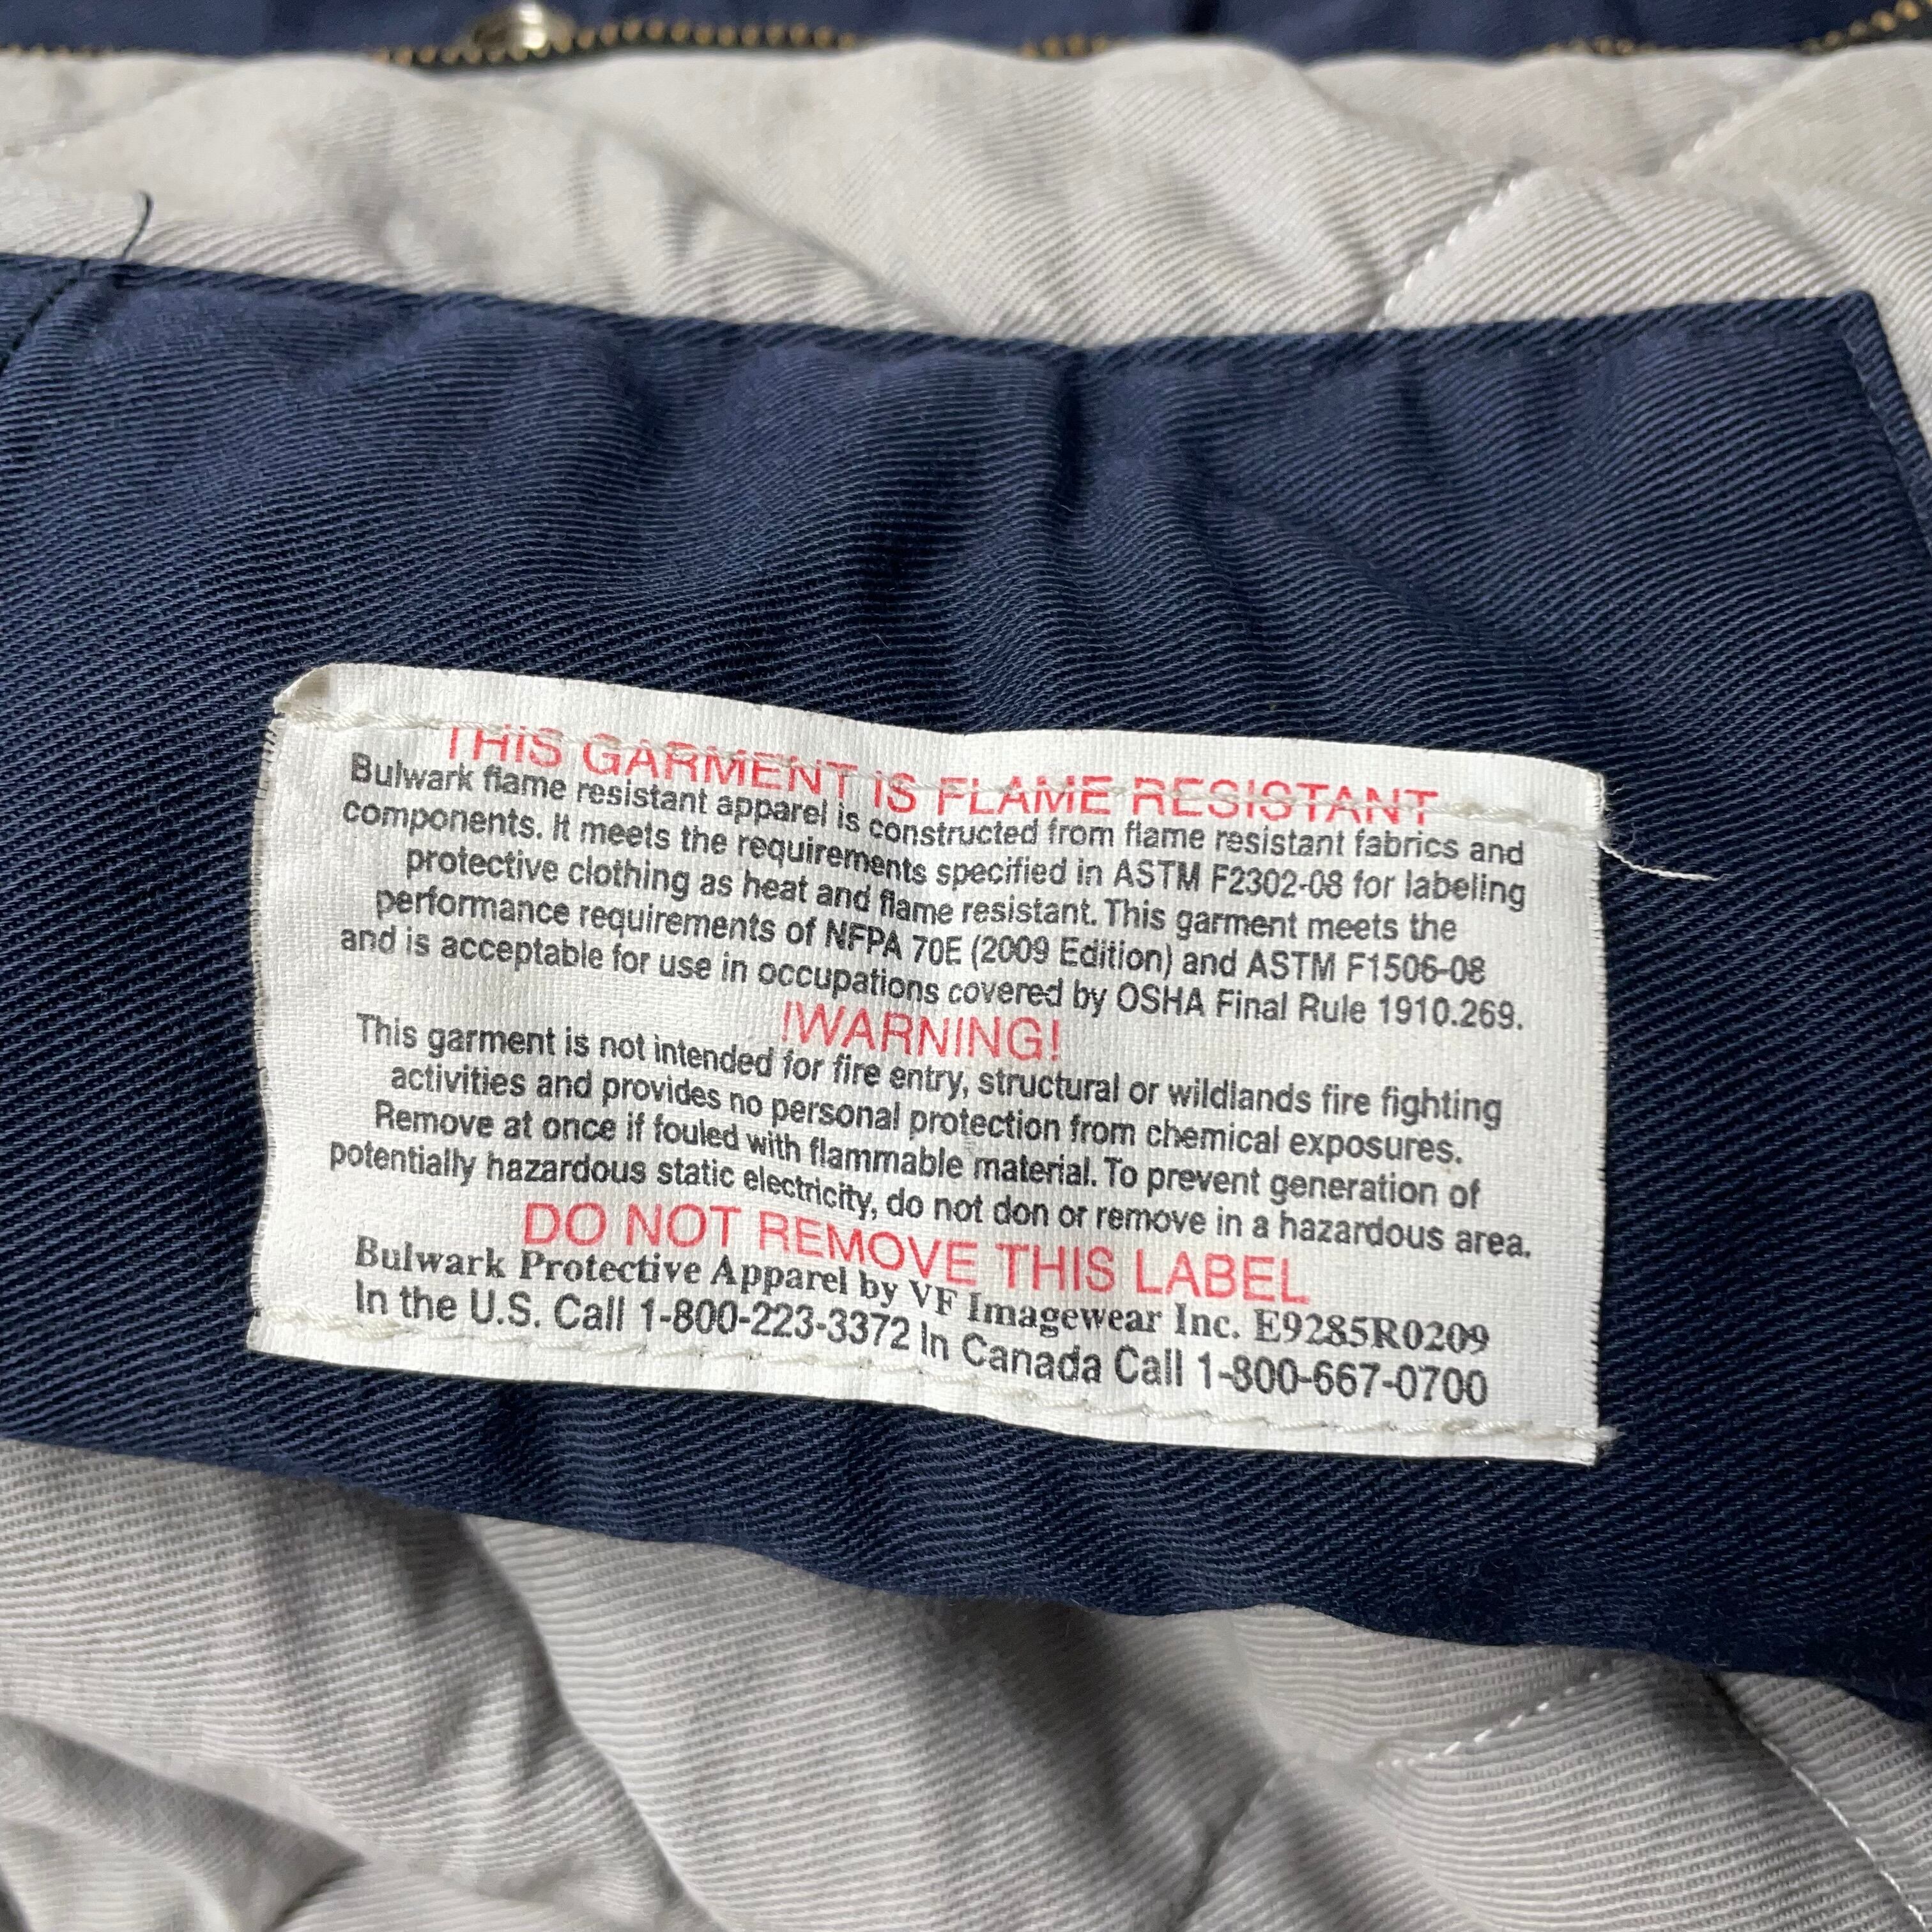 THIS GARMENT IS FLAME RESISTANT
Bulwark flame resistant apparel is constructed from flame resistant fabrics and
components. It meets the requirements specified in ASTM F2302-08 for labeling
protective clothing as heat and flame resistant. This garment meets the
performance requirements of NFPA 70E (2009 Edition) and ASTM F1506-08
and is acceptable for use in occupations covered by OSHA Final Rule 1910.269.
!WARNING!
This garment is not intended for fire entry, structural or wildlands fire fighting
activities and provides no personal protection from chemical exposures.
Remove at once if fouled with flammable material. To prevent generation of
potentially hazardous static electricity, do not don or remove in a hazardous area.
DO NOT REMOVE THIS LABEL
Bulwark Protective Apparel by VF Imagewear Inc. E9285R0209
In the U.S. Call 1-800-223-3372 In Canada Call 1-800-667-0700